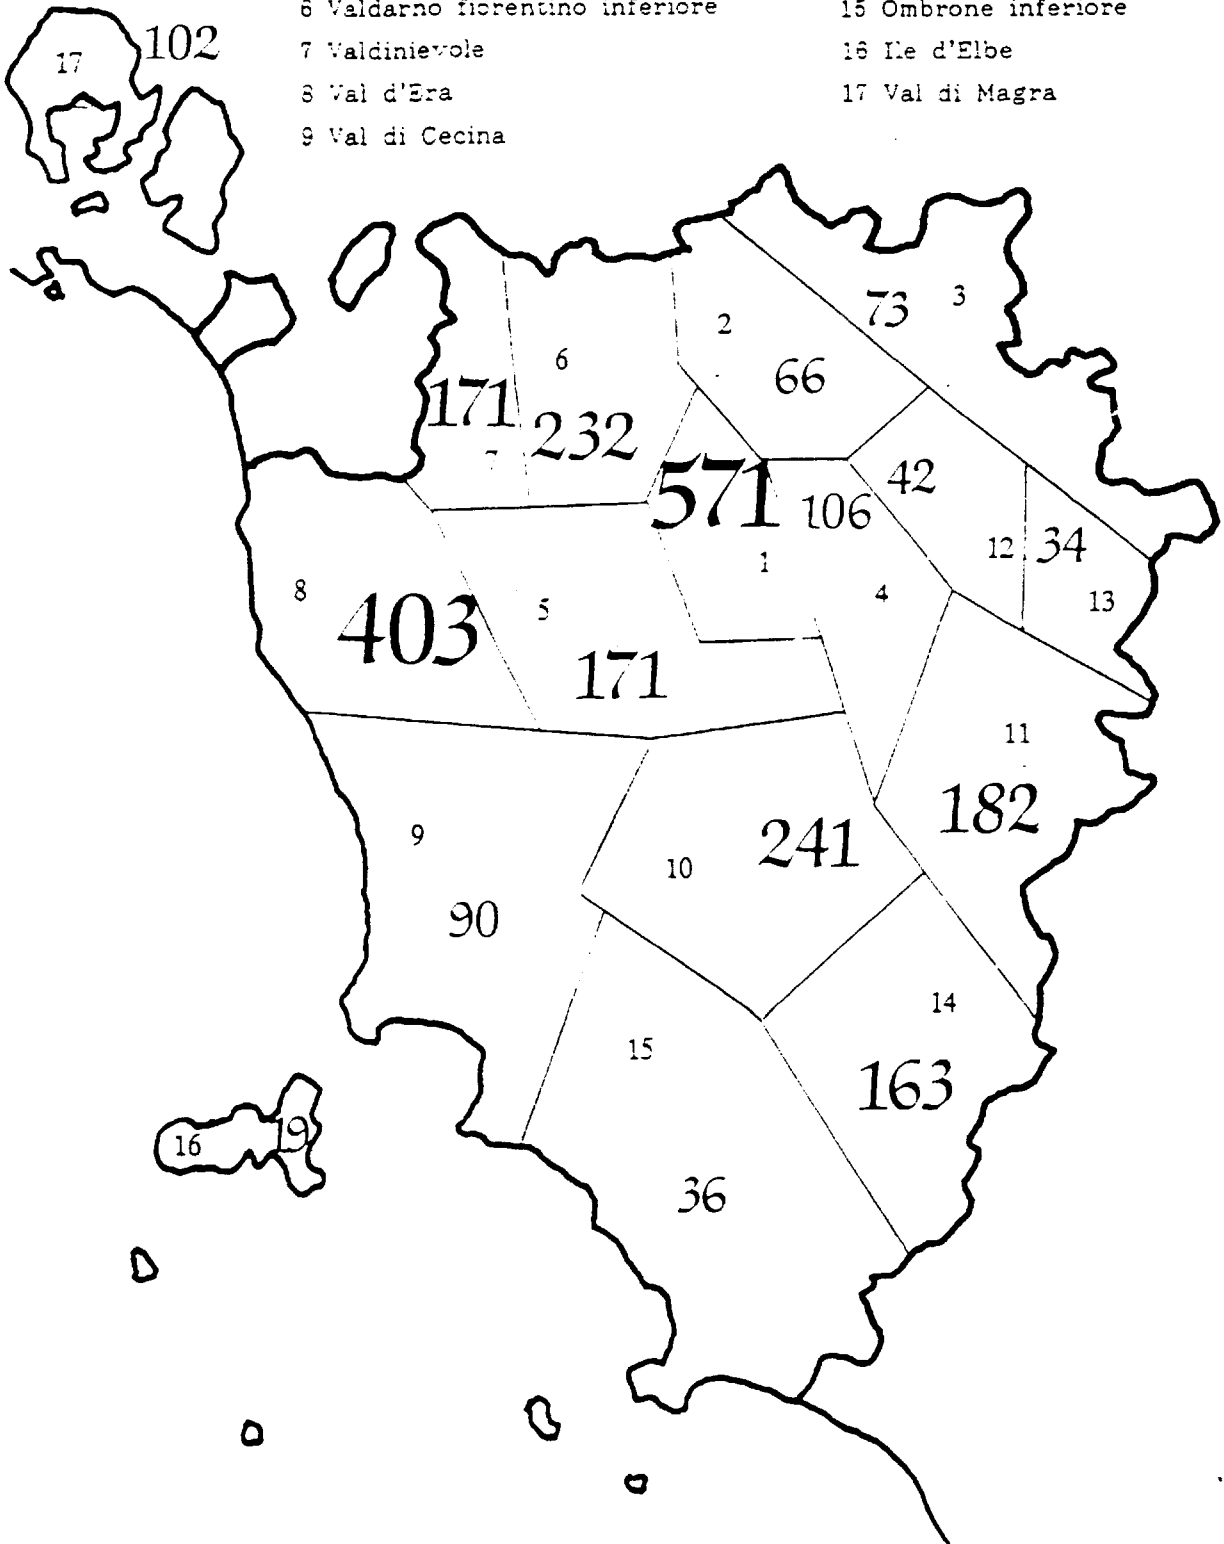 6 Valdarno fiorentino inferiore
7 Valdinievole
8 Val d'Era
9 Val di Cecina
15 Ombrone inferiore
16 Ile d'Elbe
17 Val di Magra
17 102
73 3
2
6 66
171 232
7
571 106 42
12 34
1
8 5 4 13
403 171
11
182
9 10 241
90
14
15
163
16 19
36